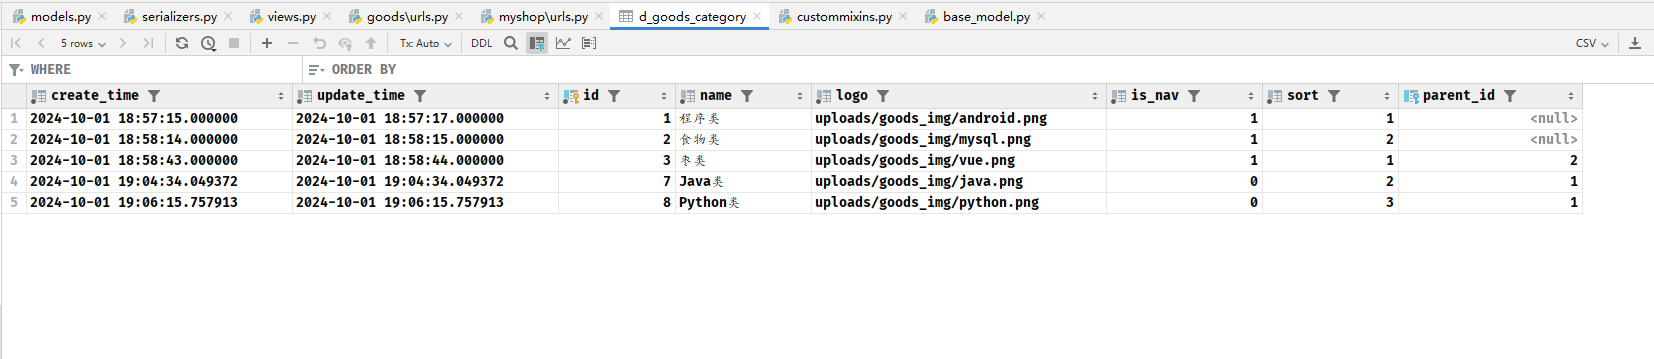 models.py serializers.py views.py goods\urls.py myshop\urls.py d_goods_category custommixins.py base_model.py
5 rows Tx: Auto DDL CSV
WHERE ORDER BY
create_time update_time id name logo is_nav sort parent_id
1 2024-10-01 18:57:15.000000 2024-10-01 18:57:17.000000 1 程序类 uploads/goods_img/android.png 1 1 <null>
2 2024-10-01 18:58:14.000000 2024-10-01 18:58:15.000000 2 食物类 uploads/goods_img/mysql.png 1 2 <null>
3 2024-10-01 18:58:43.000000 2024-10-01 18:58:44.000000 3 枣类 uploads/goods_img/vue.png 1 1 2
4 2024-10-01 19:04:34.049372 2024-10-01 19:04:34.049372 7 Java类 uploads/goods_img/java.png 0 2 1
5 2024-10-01 19:06:15.757913 2024-10-01 19:06:15.757913 8 Python类 uploads/goods_img/python.png 0 3 1